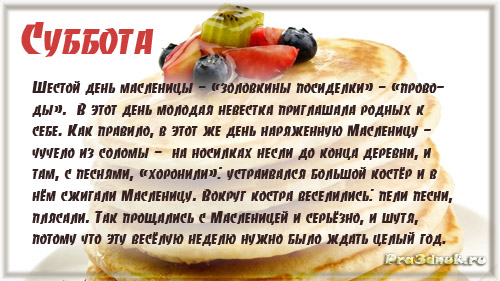 Суббота
Шестой день масленицы – «золовкины посиделки» – «прово-
ды».  В этот день молодая невестка приглашала родных к
себе. Как правило, в этот же день наряженную Масленицу –
чучело из соломы –  на носилках несли до конца деревни, и
там, с песнями, «хоронили»: устраивался большой костёр и в
нём сжигали Масленицу. Вокруг костра веселились: пели песни,
плясали. Так прощались с Масленицей и серьёзно, и шутя,
потому что эту весёлую неделю нужно было ждать целый год.
Pra3dnuk.ru